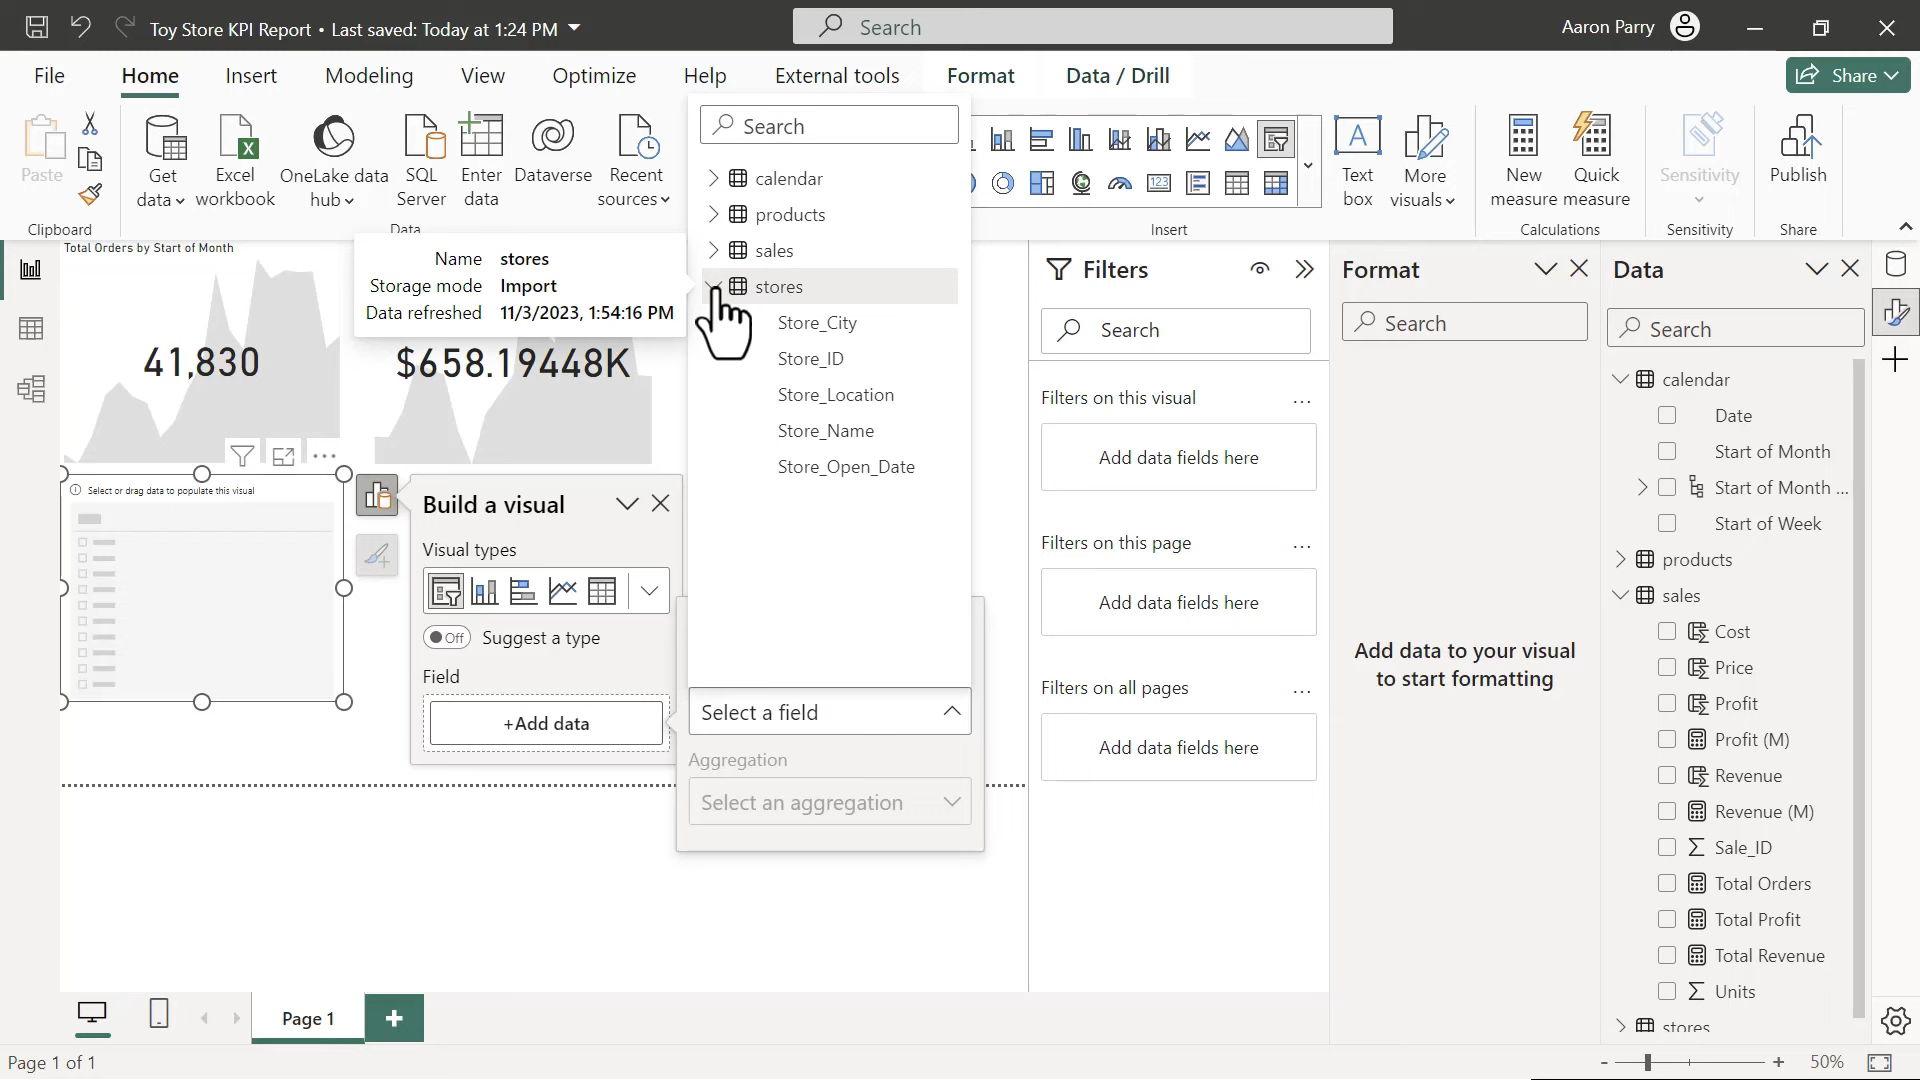 Toy Store KPI Report • Last saved: Today at 1:24 PM
Search
Aaron Parry
File
Home
Insert
Modeling
View
Optimize
Help
External tools
Format
Data / Drill
Share
Paste
Get data
Excel workbook
OneLake data hub
SQL Server
Enter data
Dataverse
Recent sources
Text box
More visuals
New measure
Quick measure
Sensitivity
Publish
Clipboard
Data
Insert
Calculations
Sensitivity
Share
Search
calendar
products
sales
stores
Store_City
Store_ID
Store_Location
Store_Name
Store_Open_Date
Select a field
Aggregation
Select an aggregation
Name stores
Storage mode Import
Data refreshed 11/3/2023, 1:54:16 PM
Total Orders by Start of Month
41,830
$658.19448K
Select or drag data to populate this visual
Build a visual
Visual types
Off
Suggest a type
Field
+Add data
Filters
Search
Filters on this visual
...
Add data fields here
Filters on this page
...
Add data fields here
Filters on all pages
...
Add data fields here
Format
Search
Add data to your visual
to start formatting
Data
Search
calendar
Date
Start of Month
Start of Month ...
Start of Week
products
sales
Cost
Price
Profit
Profit (M)
Revenue
Revenue (M)
Sale_ID
Total Orders
Total Profit
Total Revenue
Units
stores
Page 1
Page 1 of 1
- + 50%